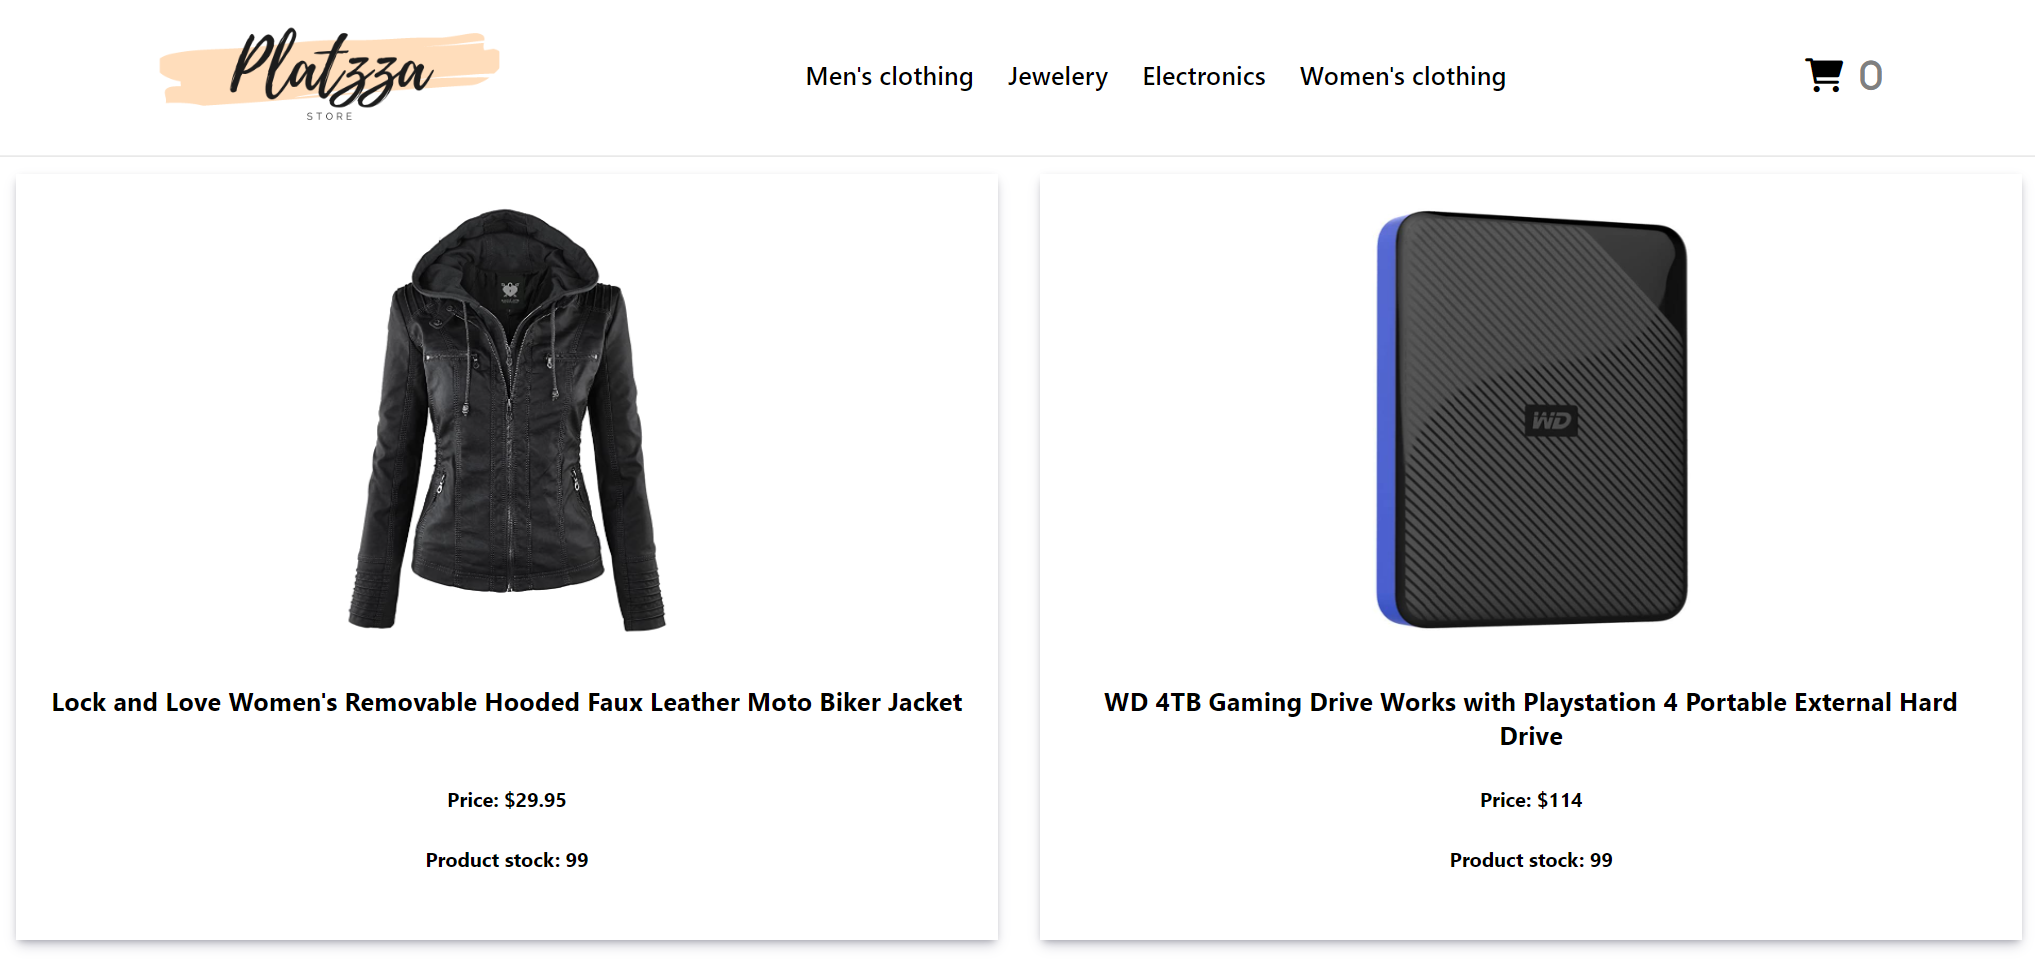 Platzza
STORE
Men's clothing Jewelery Electronics Women's clothing
0
WD
Lock and Love Women's Removable Hooded Faux Leather Moto Biker Jacket
Price: $29.95
Product stock: 99
WD 4TB Gaming Drive Works with Playstation 4 Portable External Hard
Drive
Price: $114
Product stock: 99